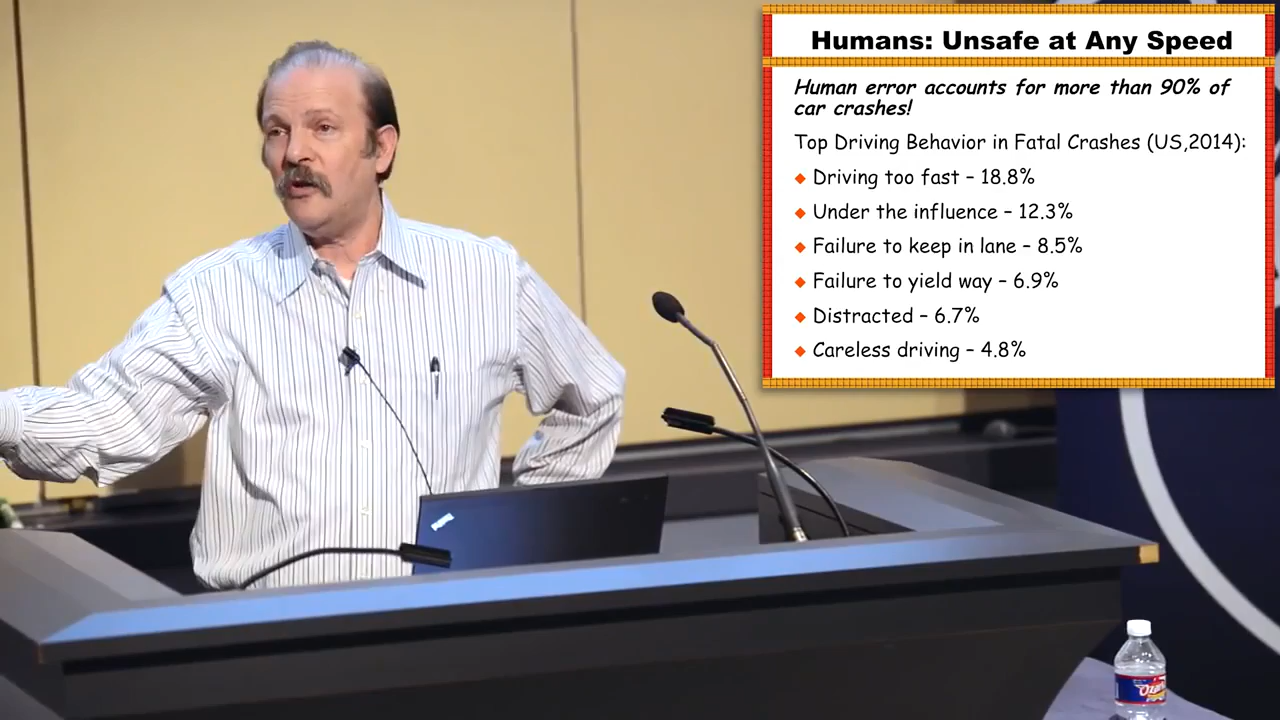 Humans: Unsafe at Any Speed
Human error accounts for more than 90% of
car crashes!
Top Driving Behavior in Fatal Crashes (US,2014):
◆ Driving too fast – 18.8%
◆ Under the influence – 12.3%
◆ Failure to keep in lane – 8.5%
◆ Failure to yield way – 6.9%
◆ Distracted – 6.7%
◆ Careless driving – 4.8%